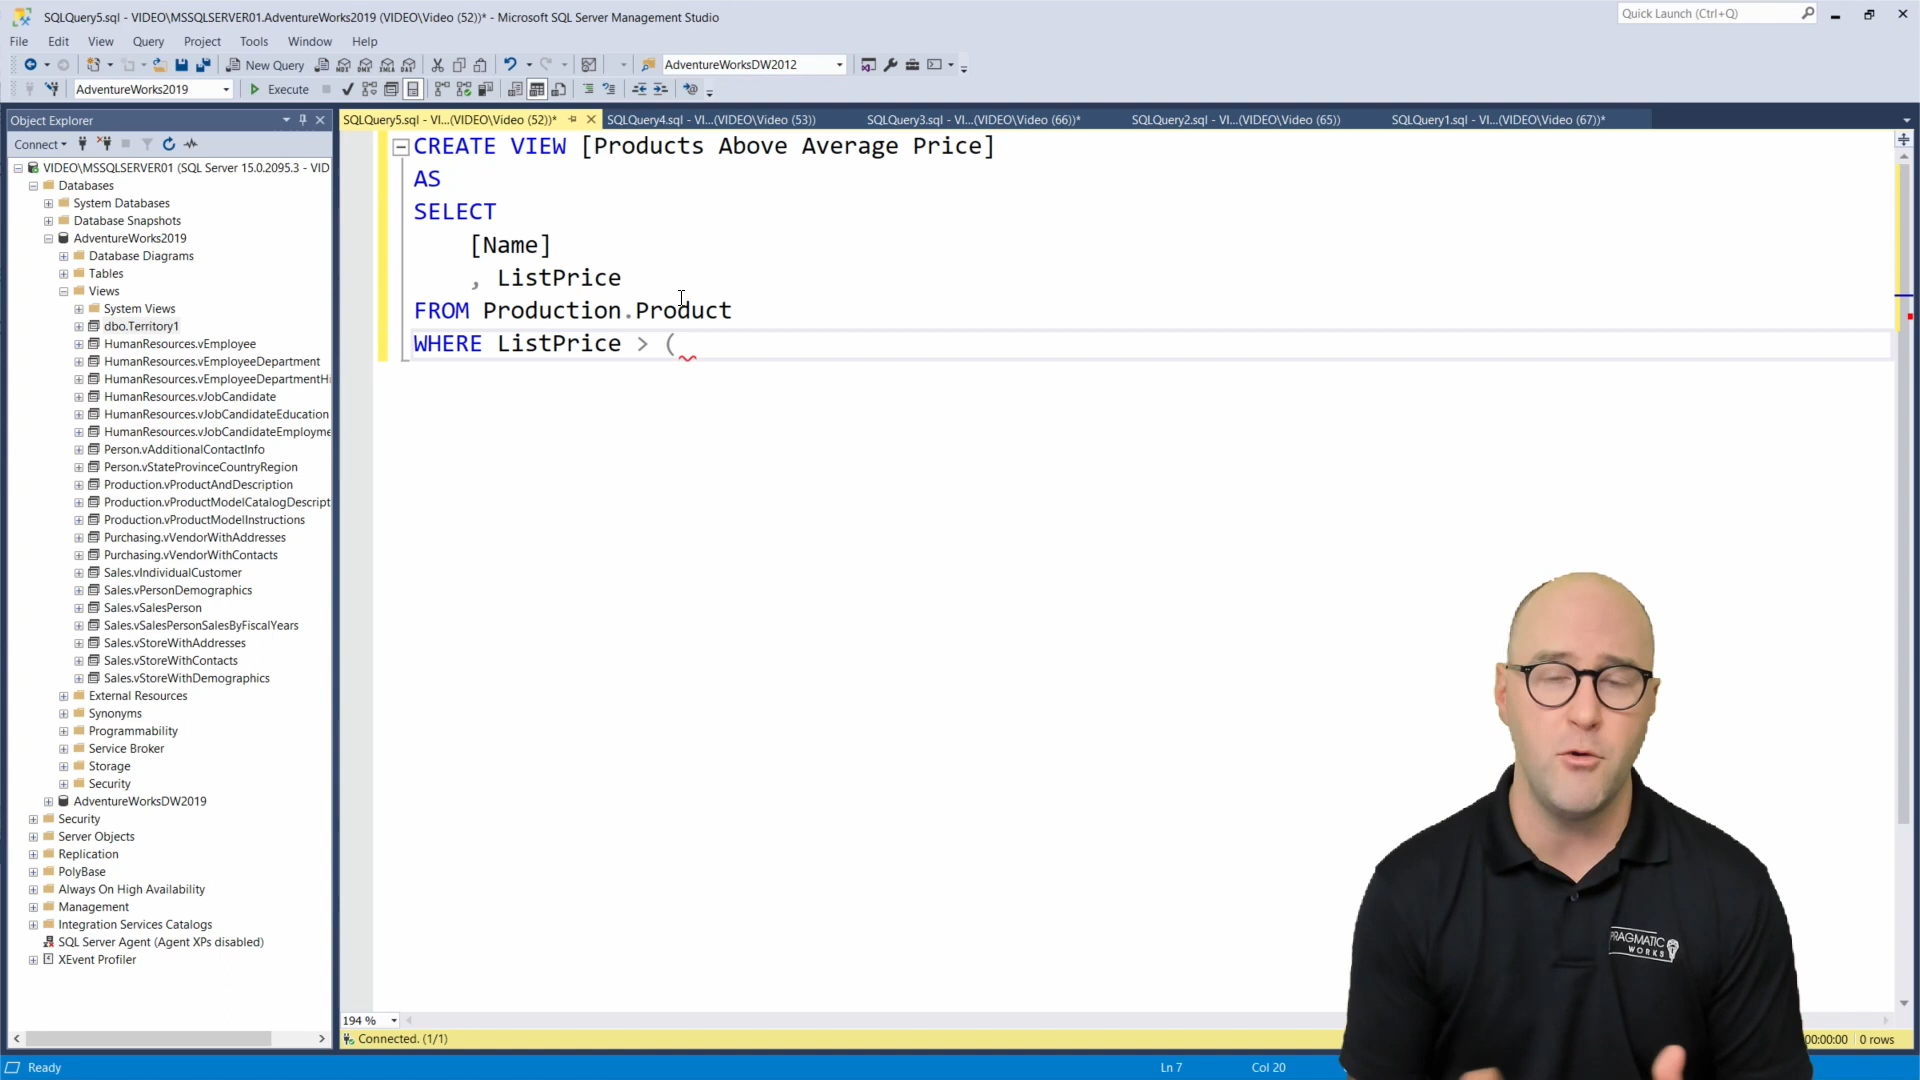 SQLQuery5.sql - VIDEO\MSSQLSERVER01.AdventureWorks2019 (VIDEO\Video (52))* - Microsoft SQL Server Management Studio
Quick Launch (Ctrl+Q)
File Edit View Query Project Tools Window Help
New Query
AdventureWorksDW2012
AdventureWorks2019
Execute
Object Explorer
SQLQuery5.sql - VI...(VIDEO\Video (52))*
SQLQuery4.sql - VI...(VIDEO\Video (53))
SQLQuery3.sql - VI...(VIDEO\Video (66))*
SQLQuery2.sql - VI...(VIDEO\Video (65))
SQLQuery1.sql - VI...(VIDEO\Video (67))*
Connect
VIDEO\MSSQLSERVER01 (SQL Server 15.0.2095.3 - VID
Databases
System Databases
Database Snapshots
AdventureWorks2019
Database Diagrams
Tables
Views
System Views
dbo.Territory1
HumanResources.vEmployee
HumanResources.vEmployeeDepartment
HumanResources.vEmployeeDepartmentHi
HumanResources.vJobCandidate
HumanResources.vJobCandidateEducation
HumanResources.vJobCandidateEmployme
Person.vAdditionalContactInfo
Person.vStateProvinceCountryRegion
Production.vProductAndDescription
Production.vProductModelCatalogDescript
Production.vProductModelInstructions
Purchasing.vVendorWithAddresses
Purchasing.vVendorWithContacts
Sales.vIndividualCustomer
Sales.vPersonDemographics
Sales.vSalesPerson
Sales.vSalesPersonSalesByFiscalYears
Sales.vStoreWithAddresses
Sales.vStoreWithContacts
Sales.vStoreWithDemographics
External Resources
Synonyms
Programmability
Service Broker
Storage
Security
AdventureWorksDW2019
Security
Server Objects
Replication
PolyBase
Always On High Availability
Management
Integration Services Catalogs
SQL Server Agent (Agent XPs disabled)
XEvent Profiler
CREATE VIEW [Products Above Average Price]
AS
SELECT
[Name]
, ListPrice
FROM Production.Product
WHERE ListPrice > (
PRAGMATIC
WORKS
194 %
Connected. (1/1)
00:00:00
0 rows
Ready
Ln 7
Col 20